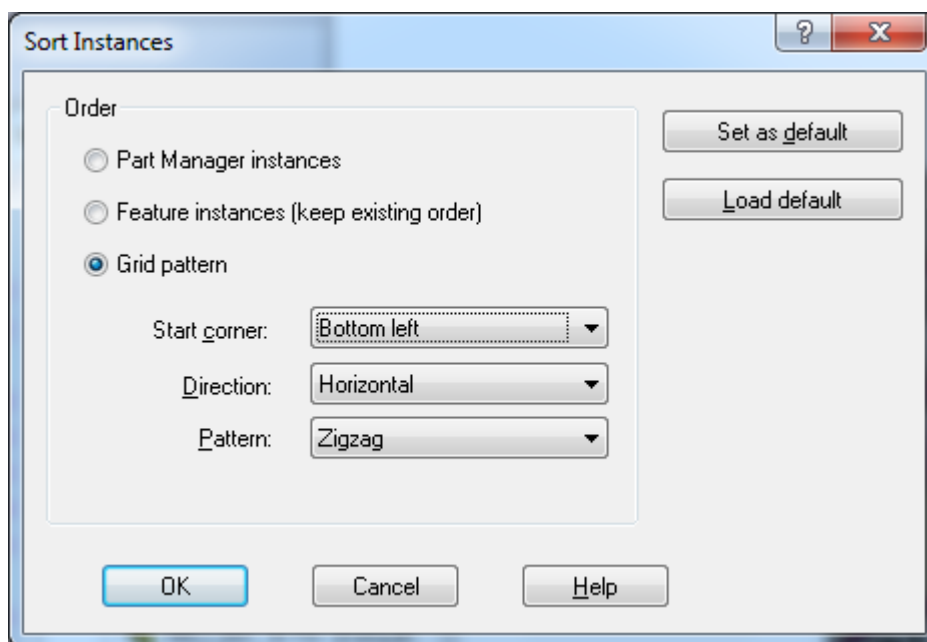 Sort Instances
Order
Part Manager instances
Feature instances (keep existing order)
Grid pattern
Start corner: Bottom left
Direction: Horizontal
Pattern: Zigzag
Set as default
Load default
OK Cancel Help